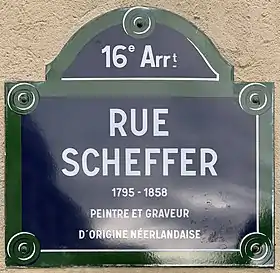 16e Arrt
RUE
SCHEFFER
1795 - 1858
PEINTRE ET GRAVEUR
D'ORIGINE NÉERLANDAISE